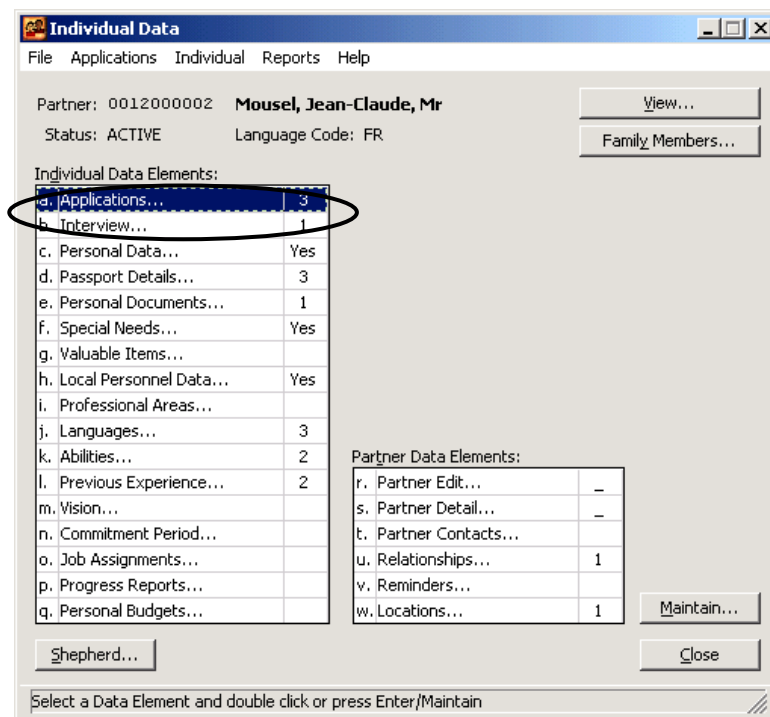 Individual Data
File Applications Individual Reports Help
Partner: 0012000002 Mousel, Jean-Claude, Mr View...
Status: ACTIVE Language Code: FR Family Members...
Individual Data Elements:
a. Applications... 3
b. Interview... 1
c. Personal Data... Yes
d. Passport Details... 3
e. Personal Documents... 1
f. Special Needs... Yes
g. Valuable Items...
h. Local Personnel Data... Yes
i. Professional Areas...
j. Languages... 3
k. Abilities... 2
l. Previous Experience... 2
m. Vision...
n. Commitment Period...
o. Job Assignments...
p. Progress Reports...
q. Personal Budgets...
Partner Data Elements:
r. Partner Edit... _
s. Partner Detail... _
t. Partner Contacts...
u. Relationships... 1
v. Reminders...
w. Locations... 1
Maintain...
Shepherd... Close
Select a Data Element and double click or press Enter/Maintain